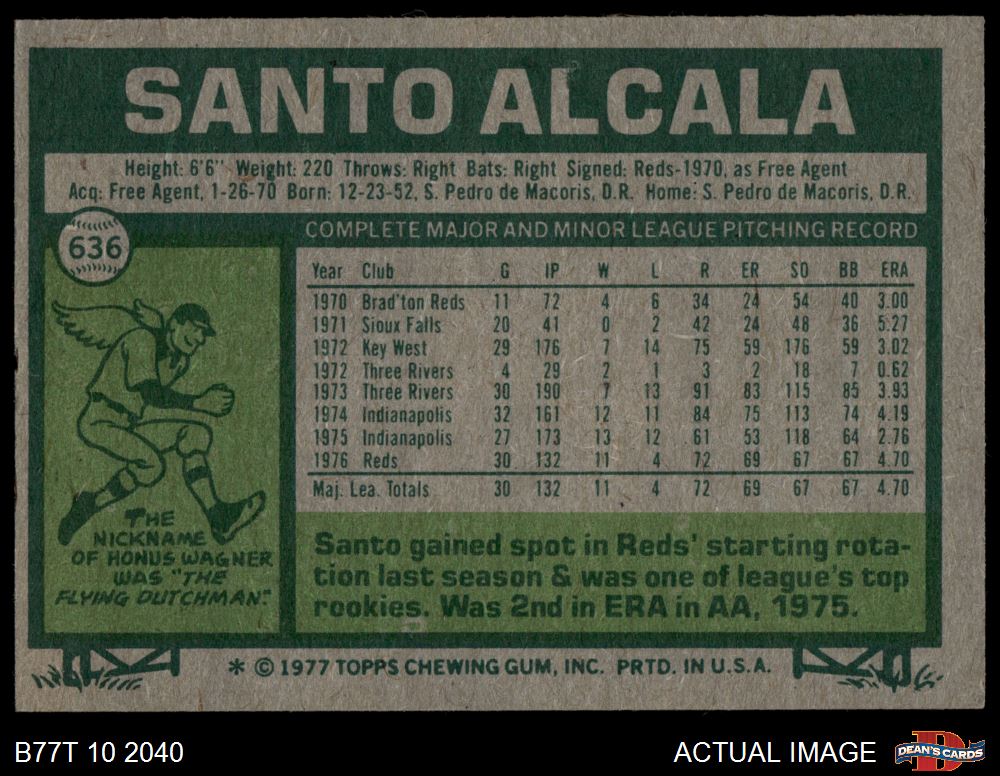 SANTO ALCALA
Height: 6'6" Weight: 220 Throws: Right Bats: Right Signed: Reds-1970, as Free Agent
Acq: Free Agent, 1-26-70 Born: 12-23-52, S. Pedro de Macoris, D.R. Home: S. Pedro de Macoris, D.R.
636
COMPLETE MAJOR AND MINOR LEAGUE PITCHING RECORD
Year Club G IP W L R ER SO BB ERA
1970 Brad'ton Reds 11 72 4 6 34 24 54 40 3.00
1971 Sioux Falls 20 41 0 2 42 24 48 36 5.27
1972 Key West 29 176 7 14 75 59 176 59 3.02
1972 Three Rivers 4 29 2 1 3 2 18 7 0.62
1973 Three Rivers 30 190 7 13 91 83 115 85 3.93
1974 Indianapolis 32 161 12 11 84 75 113 74 4.19
1975 Indianapolis 27 173 13 12 61 53 118 64 2.76
1976 Reds 30 132 11 4 72 69 67 67 4.70
Maj. Lea. Totals 30 132 11 4 72 69 67 67 4.70
THE
NICKNAME
OF HONUS WAGNER
WAS "THE
FLYING DUTCHMAN."
Santo gained spot in Reds' starting rota-
tion last season & was one of league's top
rookies. Was 2nd in ERA in AA, 1975.
* © 1977 TOPPS CHEWING GUM, INC. PRTD. IN U.S.A.
B77T 10 2040
ACTUAL IMAGE
DEAN'S CARDS